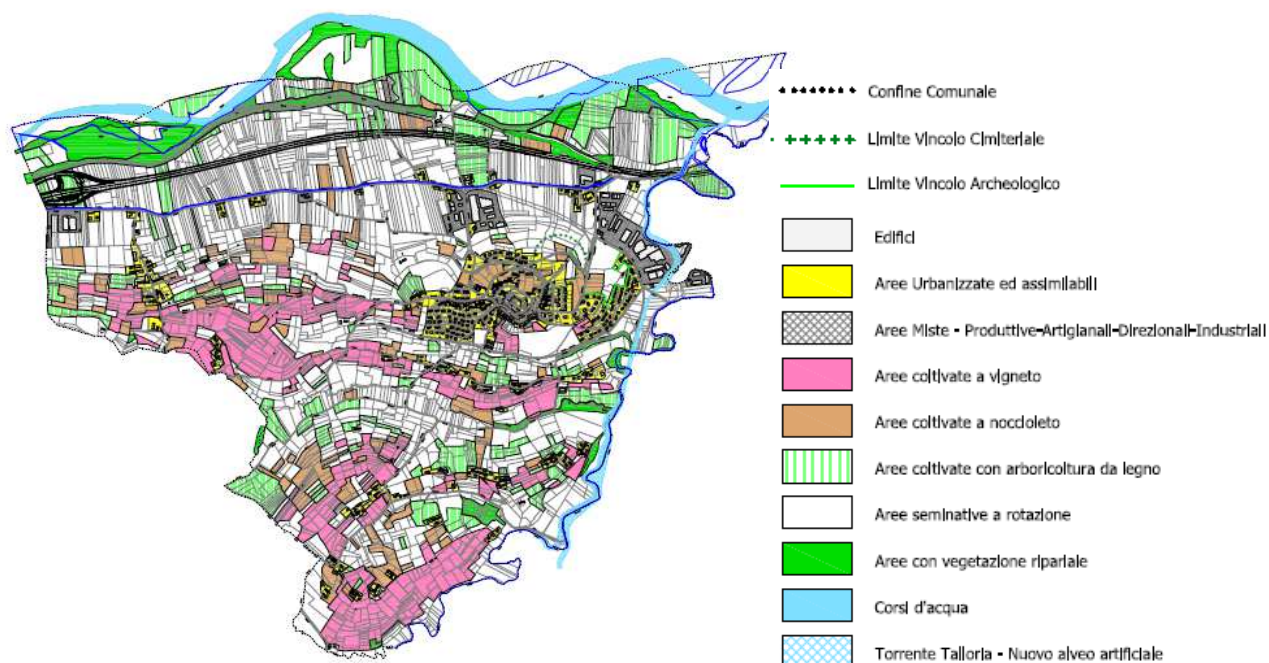 Confine Comunale
Limite Vincolo Cimiteriale
Limite Vincolo Archeologico
Edifici
Aree Urbanizzate ed assimilabili
Aree Miste - Produttive-Artigianali-Direzionali-Industriali
Aree coltivate a vigneto
Aree coltivate a noccioleto
Aree coltivate con arboricoltura da legno
Aree seminative a rotazione
Aree con vegetazione ripariale
Corsi d'acqua
Torrente Talloria - Nuovo alveo artificiale